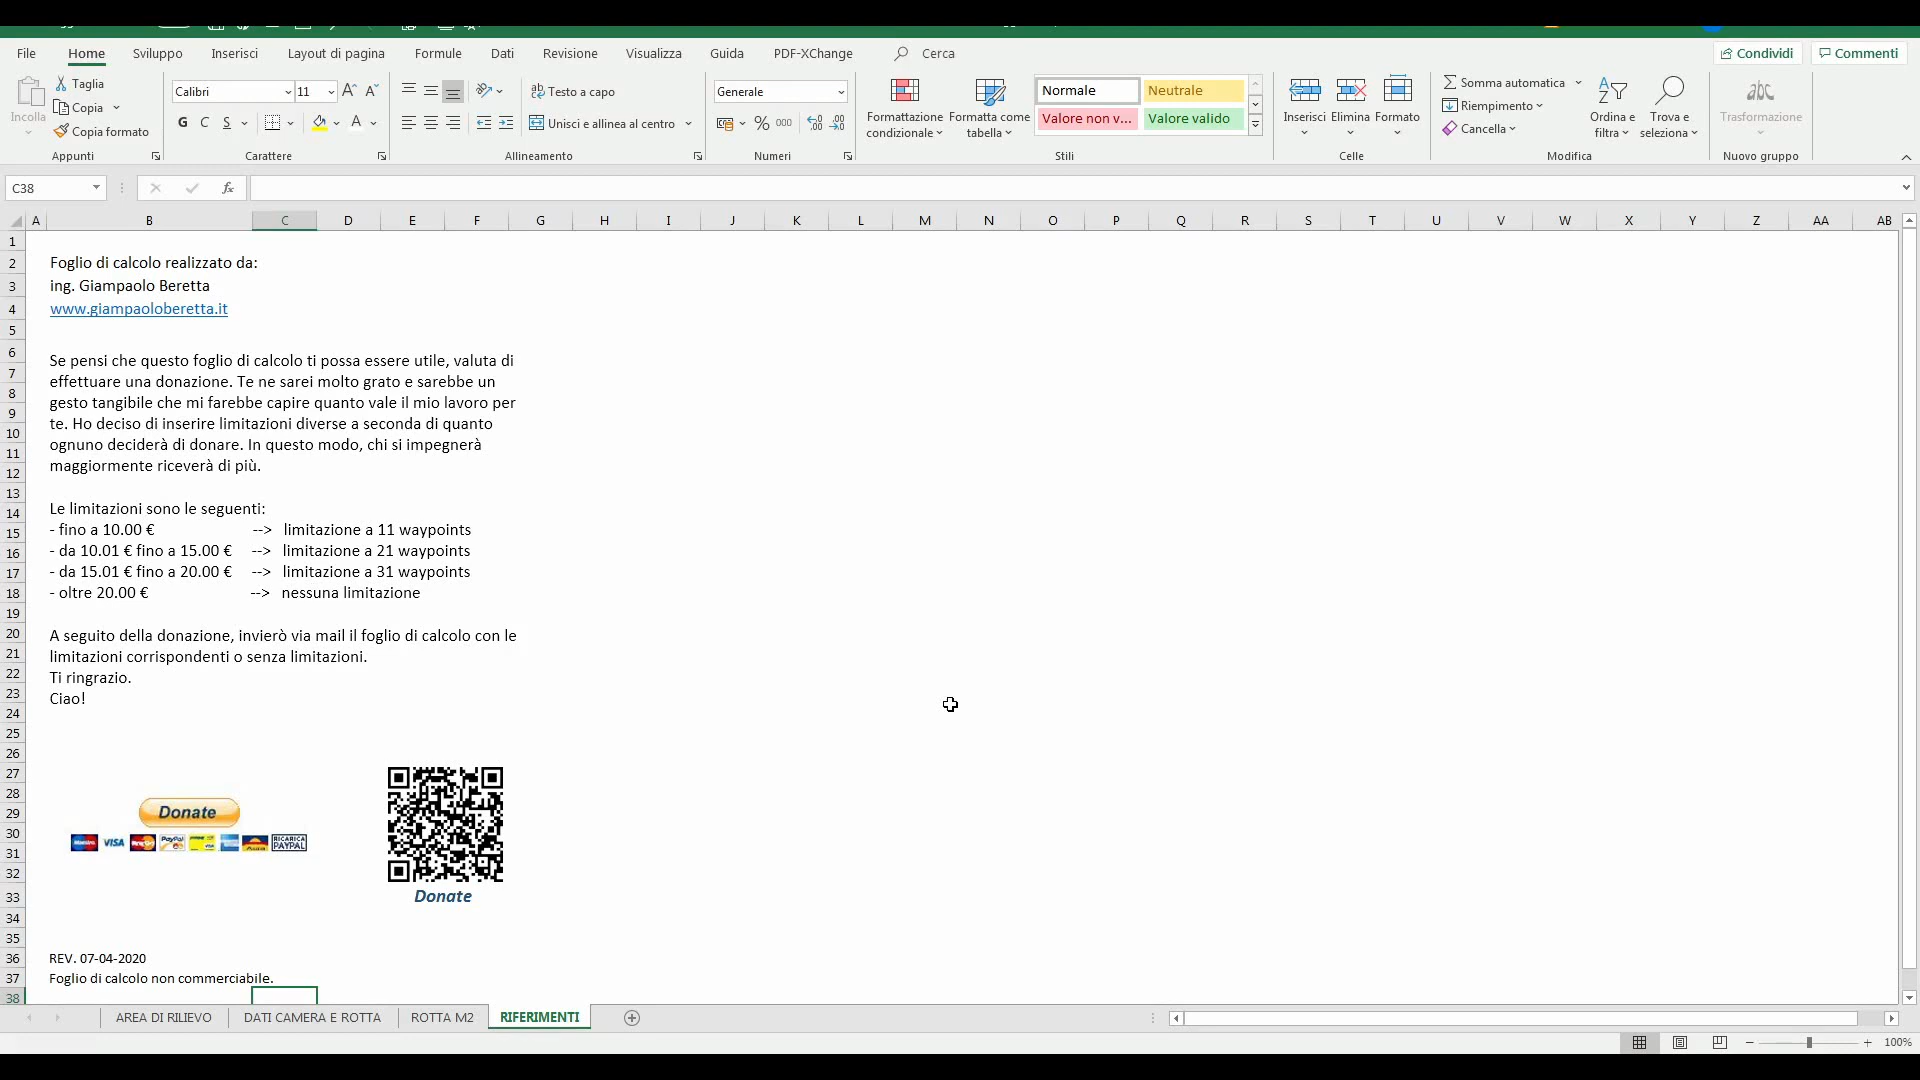 File Home Sviluppo Inserisci Layout di pagina Formule Dati Revisione Visualizza Guida PDF-XChange Cerca Condividi Commenti
Incolla
Taglia
Copia
Copia formato
Appunti
Calibri 11
G C S
Carattere
Testo a capo
Unisci e allinea al centro
Allineamento
Generale
% 000
Numeri
Formattazione condizionale
Formatta come tabella
Normale Neutrale
Valore non v... Valore valido
Stili
Inserisci Elimina Formato
Celle
Somma automatica
Riempimento
Cancella
Ordina e filtra
Trova e seleziona
Modifica
Trasformazione
Nuovo gruppo
C38 fx
A B C D E F G H I J K L M N O P Q R S T U V W X Y Z AA AB
1
2 Foglio di calcolo realizzato da:
3 ing. Giampaolo Beretta
4 www.giampaoloberetta.it
5
6 Se pensi che questo foglio di calcolo ti possa essere utile, valuta di
7 effettuare una donazione. Te ne sarei molto grato e sarebbe un
8 gesto tangibile che mi farebbe capire quanto vale il mio lavoro per
9 te. Ho deciso di inserire limitazioni diverse a seconda di quanto
10 ognuno deciderà di donare. In questo modo, chi si impegnerà
11 maggiormente riceverà di più.
12
13
14 Le limitazioni sono le seguenti:
15 - fino a 10.00 € --> limitazione a 11 waypoints
16 - da 10.01 € fino a 15.00 € --> limitazione a 21 waypoints
17 - da 15.01 € fino a 20.00 € --> limitazione a 31 waypoints
18 - oltre 20.00 € --> nessuna limitazione
19
20 A seguito della donazione, invierò via mail il foglio di calcolo con le
21 limitazioni corrispondenti o senza limitazioni.
22 Ti ringrazio.
23 Ciao!
24
25
26
27
28
29 Donate
30 Maestro VISA PayPal RICARICA PAYPAL
31
32
33 Donate
34
35
36 REV. 07-04-2020
37 Foglio di calcolo non commerciabile.
38
AREA DI RILIEVO DATI CAMERA E ROTTA ROTTA M2 RIFERIMENTI
100%